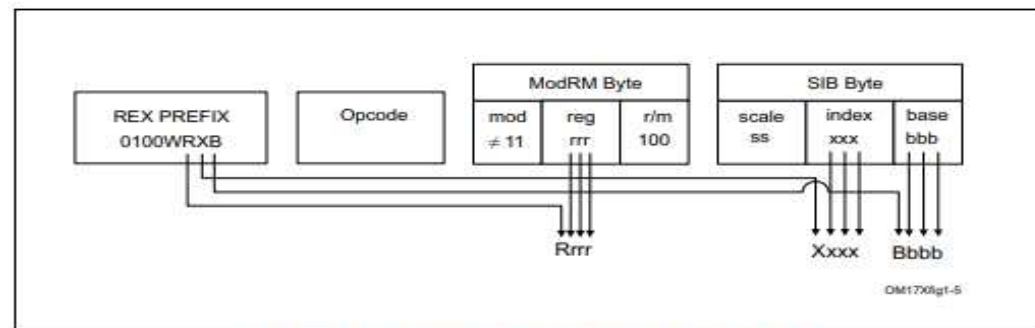 ModRM Byte
SIB Byte
REX PREFIX
0100WRXB
Opcode
mod
≠ 11
reg
rrr
r/m
100
scale
ss
index
xxx
base
bbb
Rrrr
Xxxx
Bbbb
OM17Xfig1-5